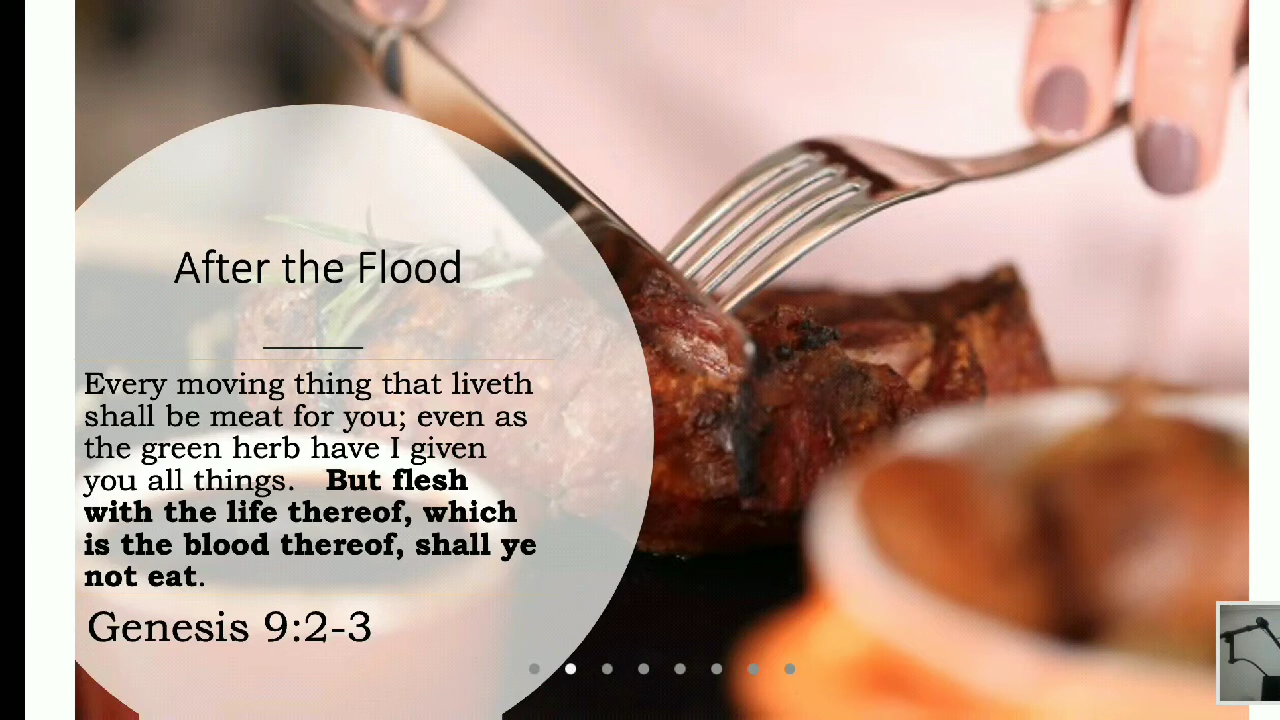 After the Flood
Every moving thing that liveth
shall be meat for you; even as
the green herb have I given
you all things. But flesh
with the life thereof, which
is the blood thereof, shall ye
not eat.
Genesis 9:2-3